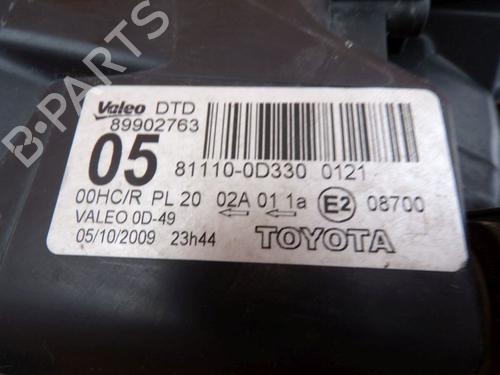 Valeo DTD
89902763
05 81110-0D330 0121
00HC/R PL 20 02A 01 1a E2 08700
VALEO 0D-49
05/10/2009 23h44 TOYOTA
B-Parts